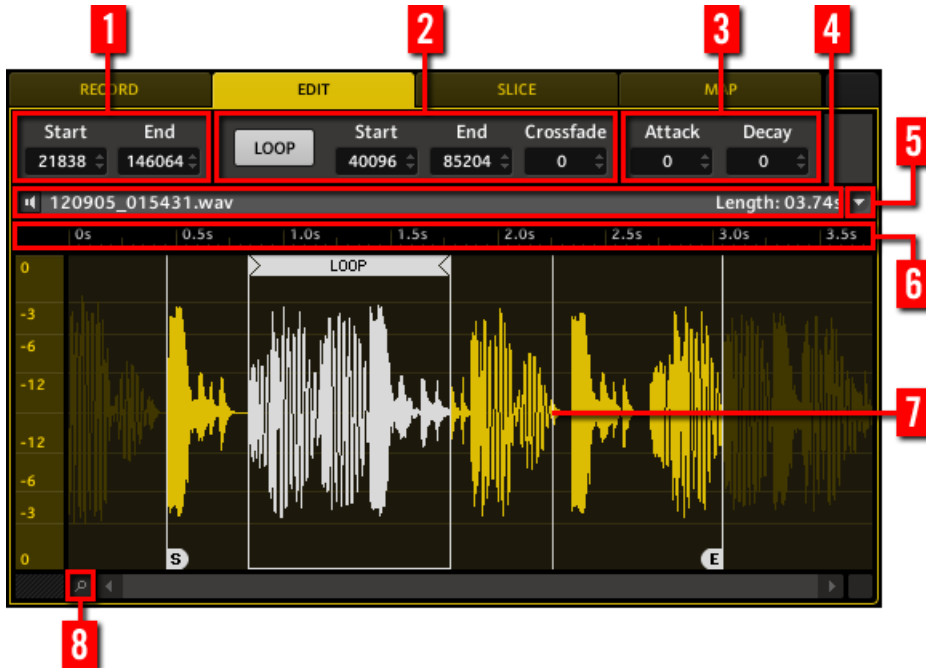 1 2 3 4
RECORD EDIT SLICE MAP
Start End LOOP Start End Crossfade Attack Decay
21838 146064 40096 85204 0 0 0
5
120905_015431.wav Length: 03.74s
0s 0.5s 1.0s 1.5s 2.0s 2.5s 3.0s 3.5s
6
0 LOOP
-3
-6
-12
7
-12
-6
-3
0 S E
8